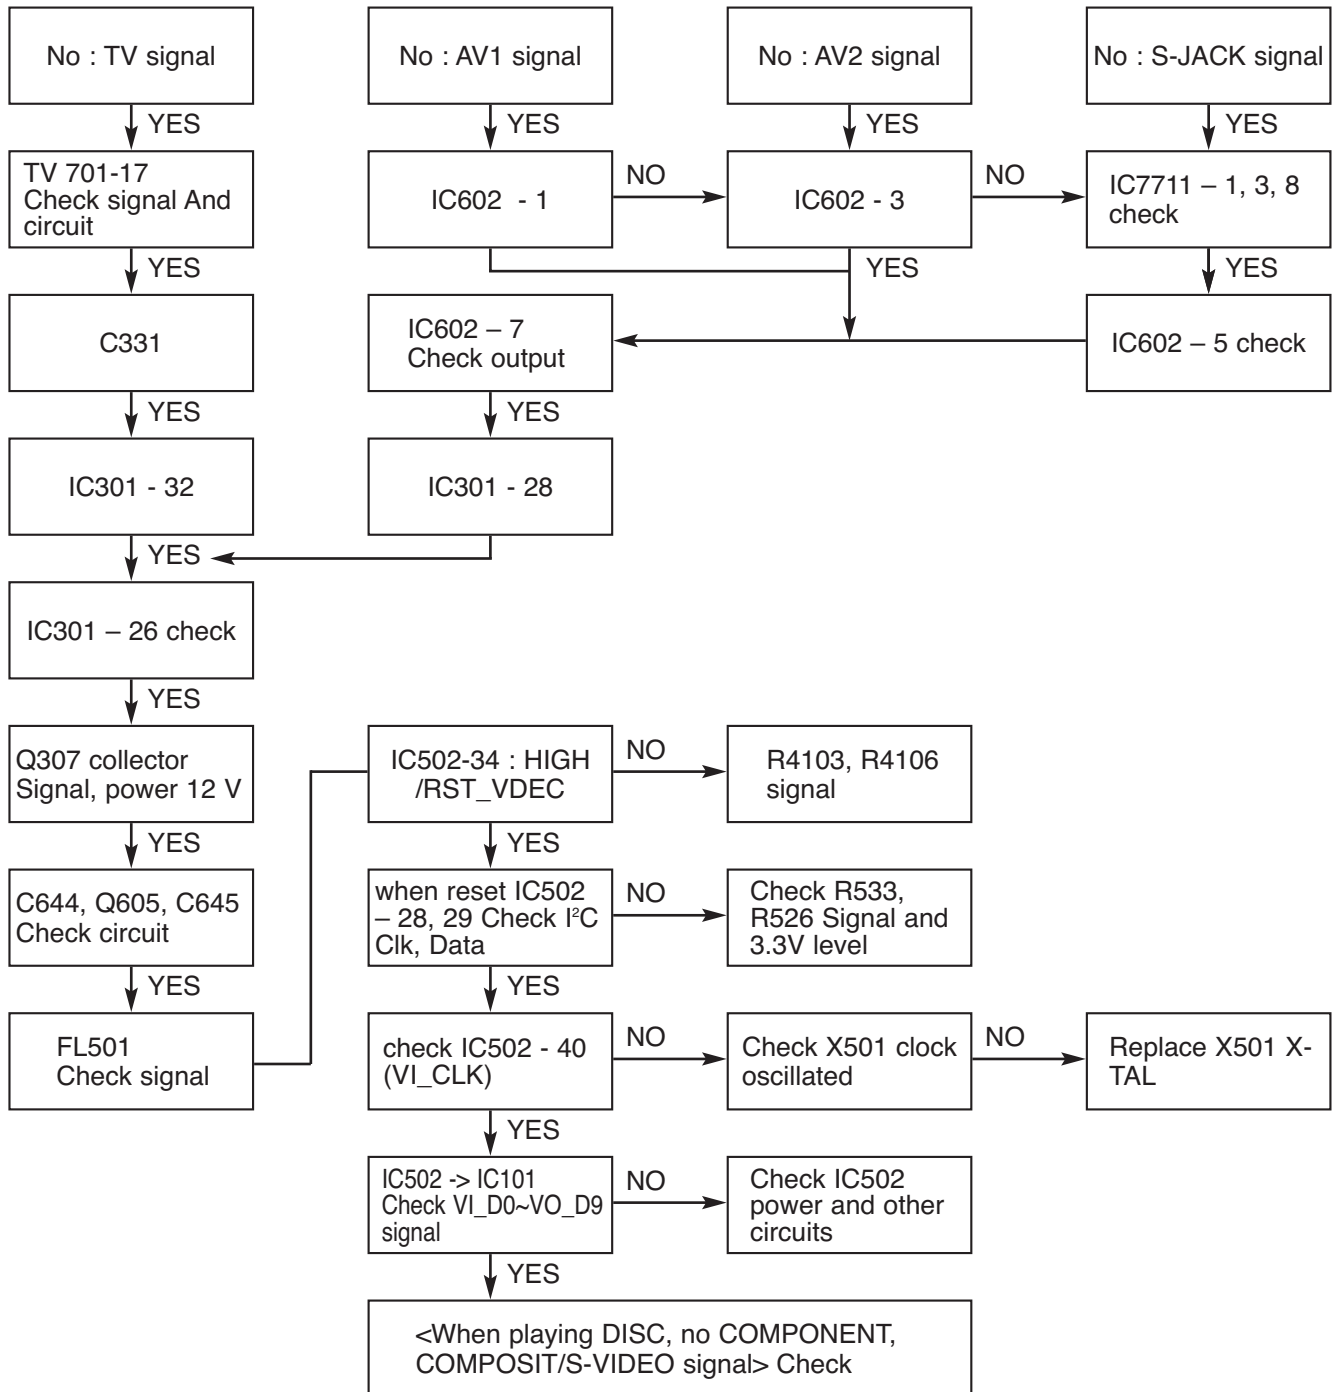 No : TV signal
No : AV1 signal
No : AV2 signal
No : S-JACK signal
YES
YES
YES
YES
TV 701-17
Check signal And
circuit
IC602 - 1
NO
IC602 - 3
NO
IC7711 – 1, 3, 8
check
YES
YES
YES
C331
IC602 – 7
Check output
IC602 – 5 check
YES
YES
IC301 - 32
IC301 - 28
YES
IC301 – 26 check
YES
Q307 collector
Signal, power 12 V
IC502-34 : HIGH
/RST_VDEC
NO
R4103, R4106
signal
YES
YES
C644, Q605, C645
Check circuit
when reset IC502
– 28, 29 Check I²C
Clk, Data
NO
Check R533,
R526 Signal and
3.3V level
YES
YES
FL501
Check signal
check IC502 - 40
(VI_CLK)
NO
Check X501 clock
oscillated
NO
Replace X501 X-
TAL
YES
IC502 -> IC101
Check VI_D0~VO_D9
signal
NO
Check IC502
power and other
circuits
YES
<When playing DISC, no COMPONENT,
COMPOSIT/S-VIDEO signal> Check